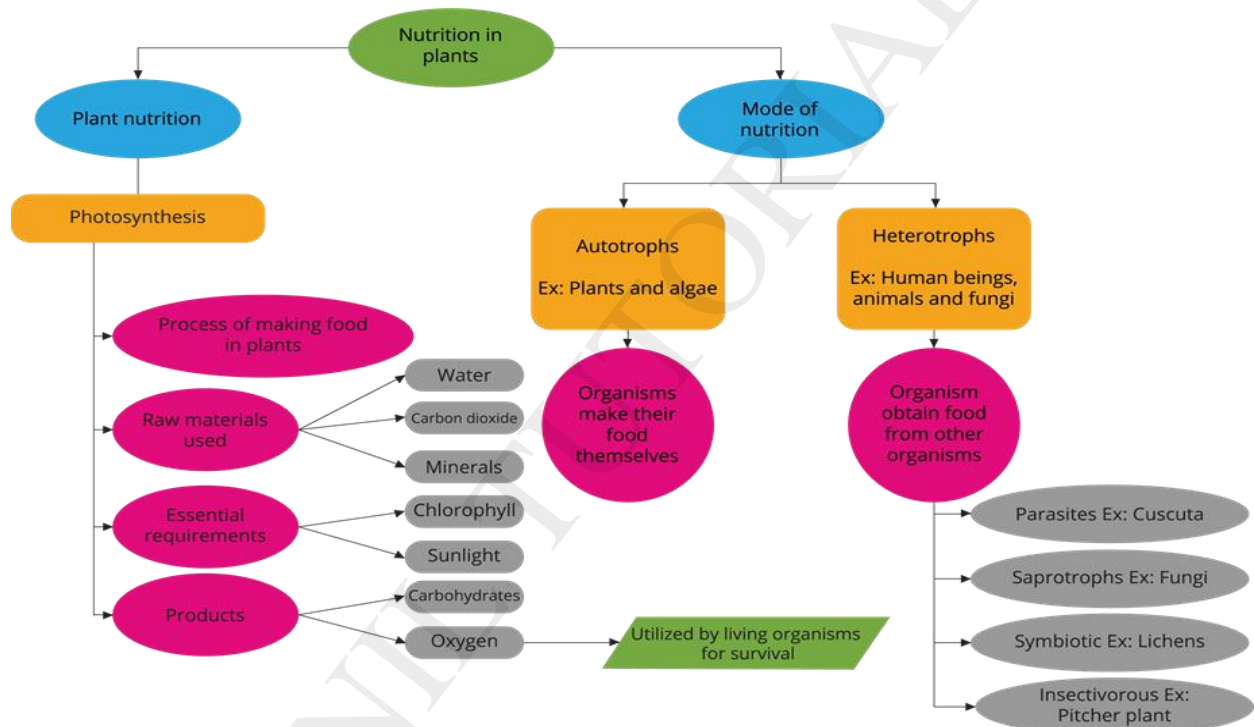 Nutrition in
plants
Plant nutrition
Mode of
nutrition
Photosynthesis
Autotrophs
Ex: Plants and algae
Heterotrophs
Ex: Human beings,
animals and fungi
Process of making food
in plants
Raw materials
used
Water
Carbon dioxide
Minerals
Essential
requirements
Chlorophyll
Sunlight
Products
Carbohydrates
Oxygen
Utilized by living organisms
for survival
Organisms
make their
food
themselves
Organism
obtain food
from other
organisms
Parasites Ex: Cuscuta
Saprotrophs Ex: Fungi
Symbiotic Ex: Lichens
Insectivorous Ex:
Pitcher plant